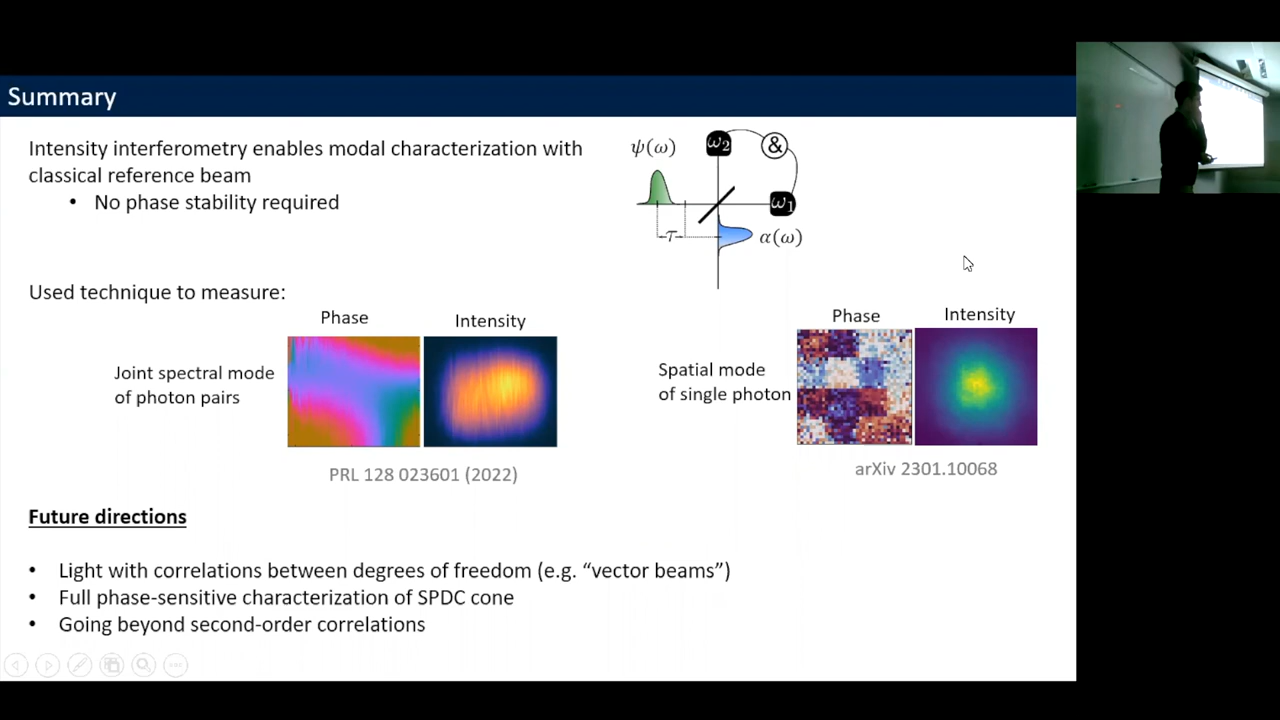 Summary
Intensity interferometry enables modal characterization with
classical reference beam
• No phase stability required
ψ(ω)
ω₂
&
ω₁
τ
α(ω)
Used technique to measure:
Phase
Intensity
Joint spectral mode
of photon pairs
PRL 128 023601 (2022)
Phase
Intensity
Spatial mode
of single photon
arXiv 2301.10068
Future directions
• Light with correlations between degrees of freedom (e.g. “vector beams”)
• Full phase-sensitive characterization of SPDC cone
• Going beyond second-order correlations